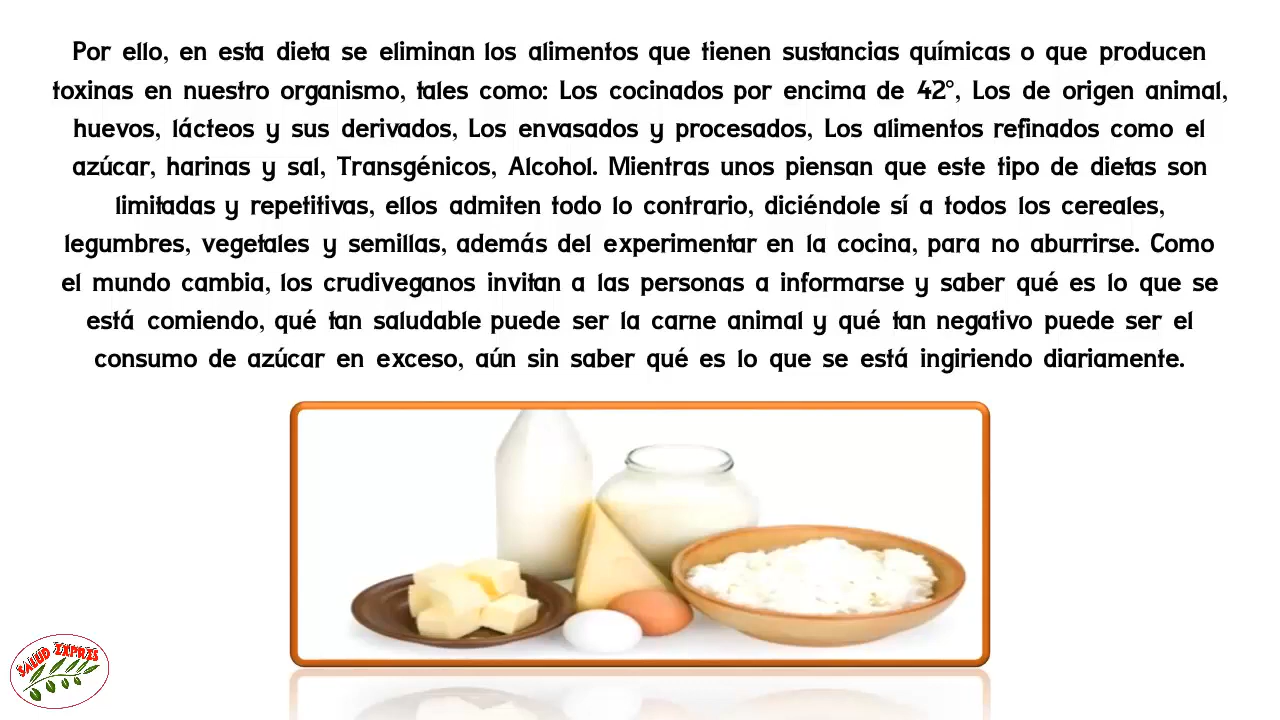 Por ello, en esta dieta se eliminan los alimentos que tienen sustancias químicas o que producen
toxinas en nuestro organismo, tales como: Los cocinados por encima de 42°, Los de origen animal,
huevos, lácteos y sus derivados, Los envasados y procesados, Los alimentos refinados como el
azúcar, harinas y sal, Transgénicos, Alcohol. Mientras unos piensan que este tipo de dietas son
limitadas y repetitivas, ellos admiten todo lo contrario, diciéndole sí a todos los cereales,
legumbres, vegetales y semillas, además del experimentar en la cocina, para no aburrirse. Como
el mundo cambia, los crudiveganos invitan a las personas a informarse y saber qué es lo que se
está comiendo, qué tan saludable puede ser la carne animal y qué tan negativo puede ser el
consumo de azúcar en exceso, aún sin saber qué es lo que se está ingiriendo diariamente.
SALUD EXPRES